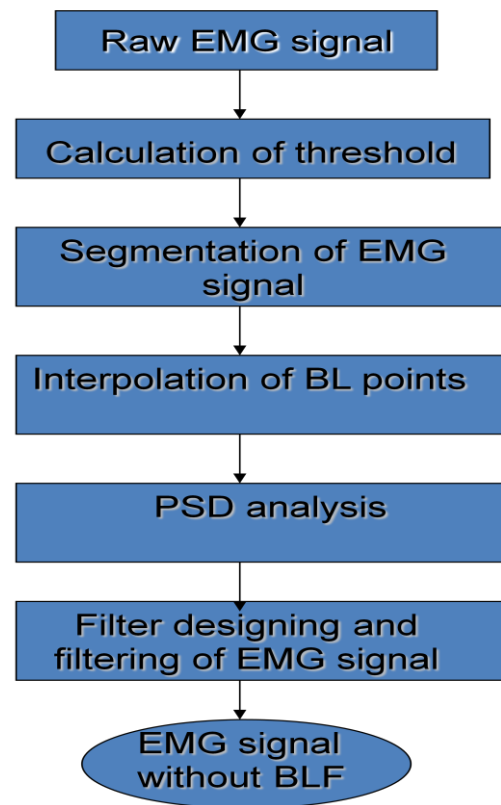 Raw EMG signal
Calculation of threshold
Segmentation of EMG
signal
Interpolation of BL points
PSD analysis
Filter designing and
filtering of EMG signal
EMG signal
without BLF